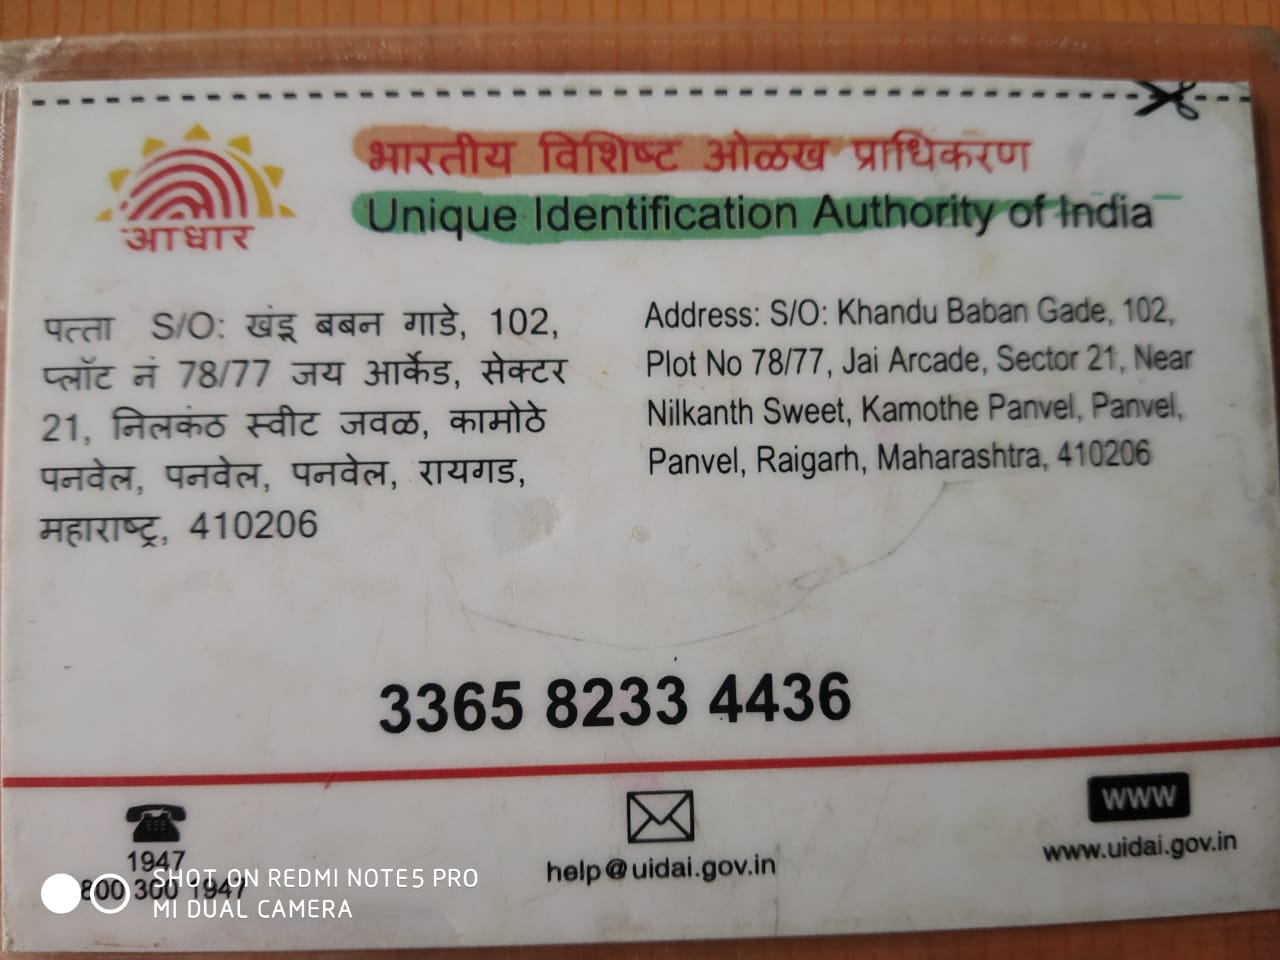 भारतीय विशिष्ट ओळख प्राधिकरण
Unique Identification Authority of India
आधार
पत्ता S/O: खंडू बबन गाडे, 102,
प्लॉट नं 78/77 जय आर्केड, सेक्टर
21, निलकंठ स्वीट जवळ, कामोठे
पनवेल, पनवेल, पनवेल, रायगड,
महाराष्ट्र, 410206
Address: S/O: Khandu Baban Gade, 102,
Plot No 78/77, Jai Arcade, Sector 21, Near
Nilkanth Sweet, Kamothe Panvel, Panvel,
Panvel, Raigarh, Maharashtra, 410206
3365 8233 4436
1947
800 300 1947
help@uidai.gov.in
WWW
www.uidai.gov.in
SHOT ON REDMI NOTE5 PRO
MI DUAL CAMERA